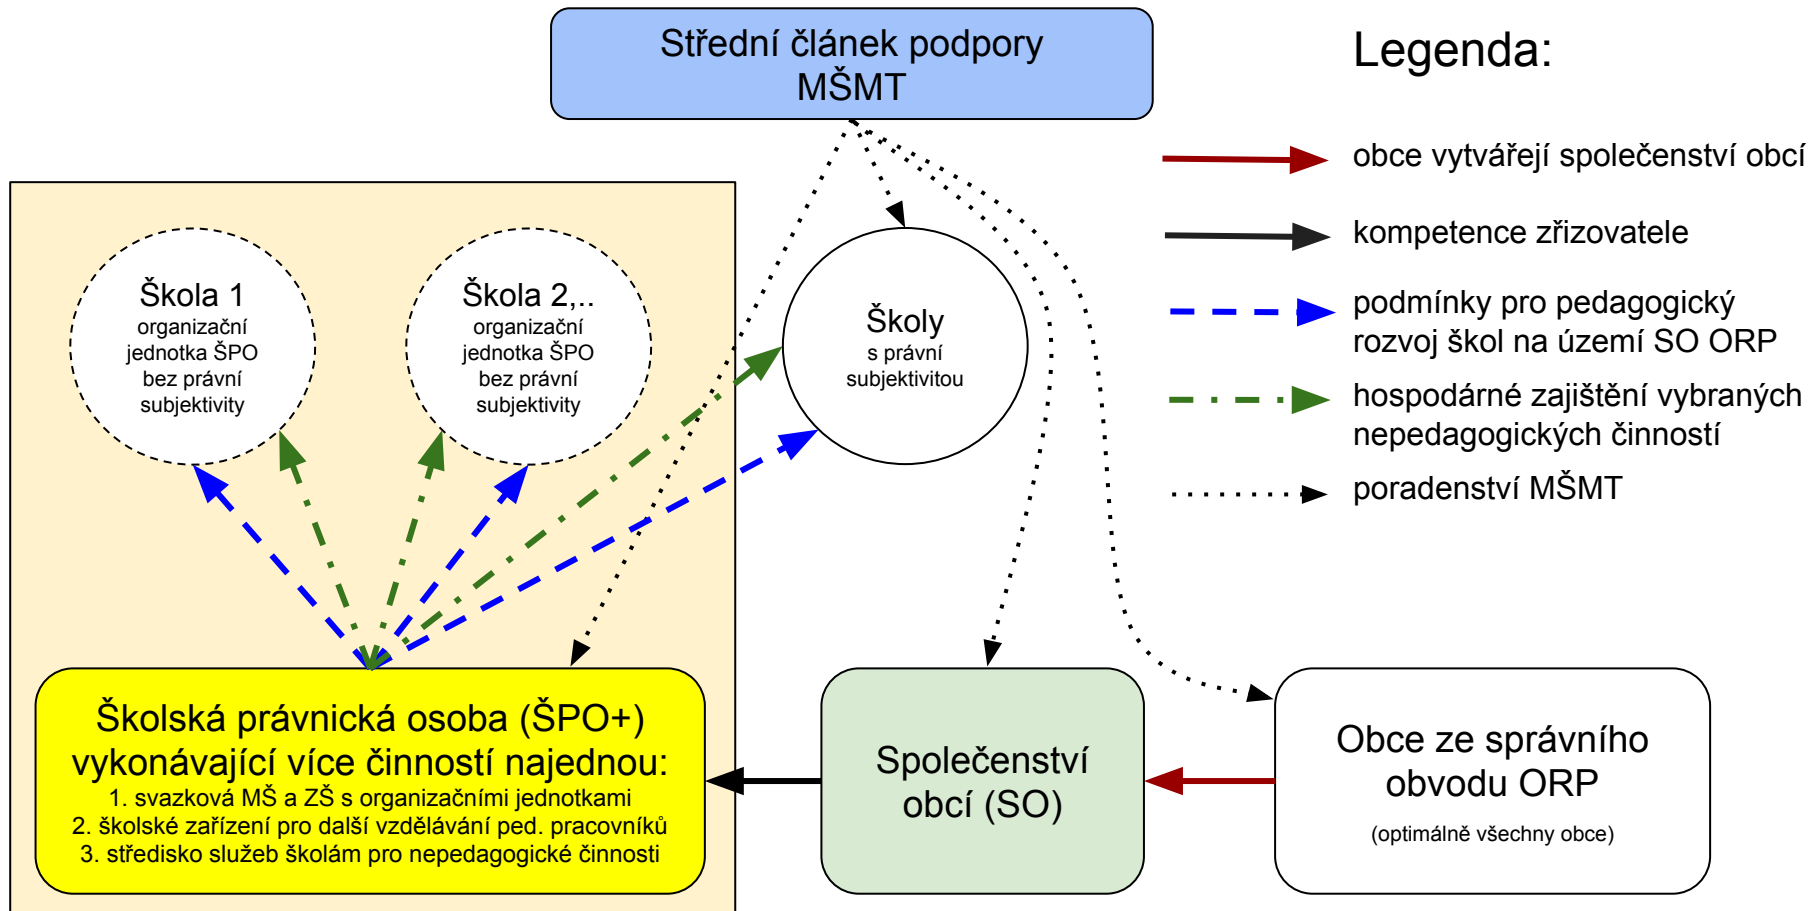 Střední článek podpory
MŠMT
Legenda:
obce vytvářejí společenství obcí
kompetence zřizovatele
podmínky pro pedagogický
rozvoj škol na území SO ORP
hospodárné zajištění vybraných
nepedagogických činností
poradenství MŠMT
Škola 1
organizační
jednotka ŠPO
bez právní
subjektivity
Škola 2,..
organizační
jednotka ŠPO
bez právní
subjektivity
Školy
s právní
subjektivitou
Školská právnická osoba (ŠPO+)
vykonávající více činností najednou:
1. svazková MŠ a ZŠ s organizačními jednotkami
2. školské zařízení pro další vzdělávání ped. pracovníků
3. středisko služeb školám pro nepedagogické činnosti
Společenství
obcí (SO)
Obce ze správního
obvodu ORP
(optimálně všechny obce)